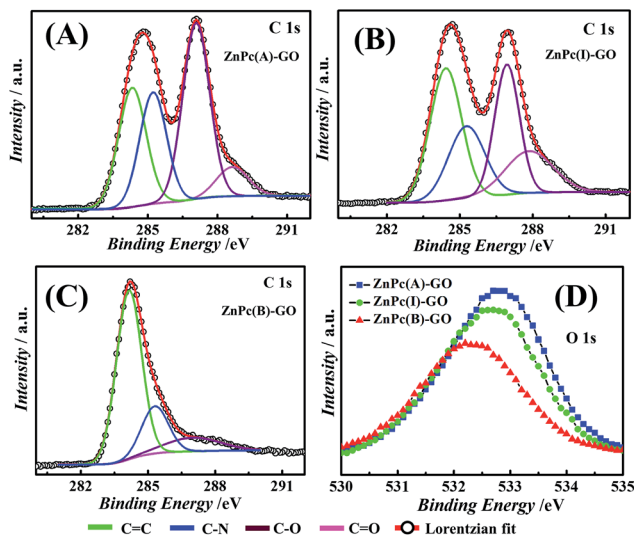 (A)
C 1s
ZnPc(A)-GO
Intensity / a.u.
282 285 288 291
Binding Energy /eV
(B)
C 1s
ZnPc(I)-GO
Intensity / a.u.
282 285 288 291
Binding Energy /eV
(C)
C 1s
ZnPc(B)-GO
Intensity / a.u.
282 285 288 291
Binding Energy /eV
ZnPc(A)-GO
ZnPc(I)-GO
ZnPc(B)-GO
(D)
O 1s
Intensity / a.u.
530 531 532 533 534 535
Binding Energy /eV
C=C C-N C-O C=O Lorentzian fit